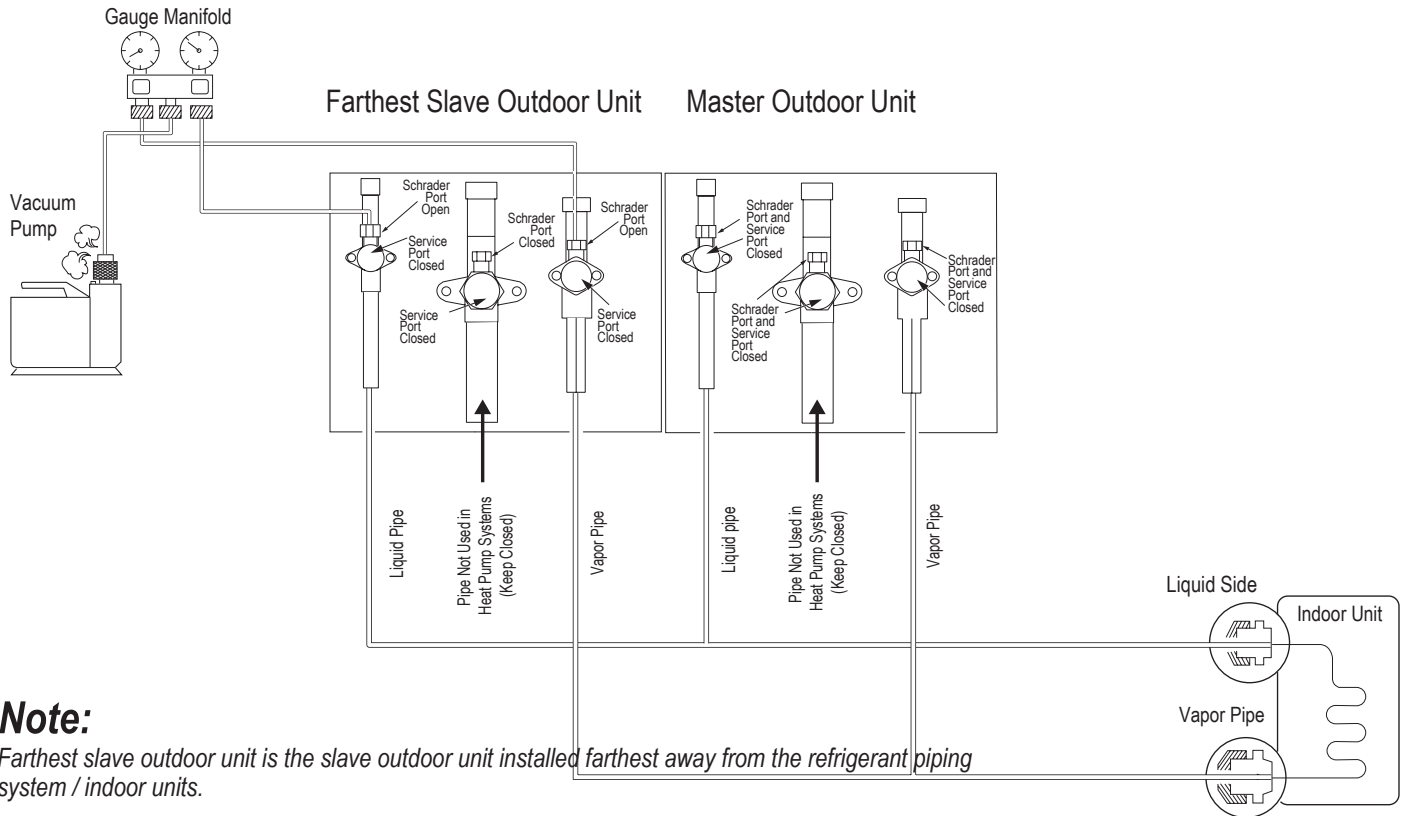 Gauge Manifold
Farthest Slave Outdoor Unit
Master Outdoor Unit
Vacuum
Pump
Schrader
Port
Open
Service
Port
Closed
Schrader
Port
Closed
Service
Port
Closed
Schrader
Port
Open
Service
Port
Closed
Schrader
Port and
Service
Port
Closed
Schrader
Port and
Service
Port
Closed
Schrader
Port and
Service
Port
Closed
Liquid Pipe
Pipe Not Used in
Heat Pump Systems
(Keep Closed)
Vapor Pipe
Liquid pipe
Pipe Not Used in
Heat Pump Systems
(Keep Closed)
Vapor Pipe
Liquid Side
Indoor Unit
Vapor Pipe
Note:
Farthest slave outdoor unit is the slave outdoor unit installed farthest away from the refrigerant piping
system / indoor units.